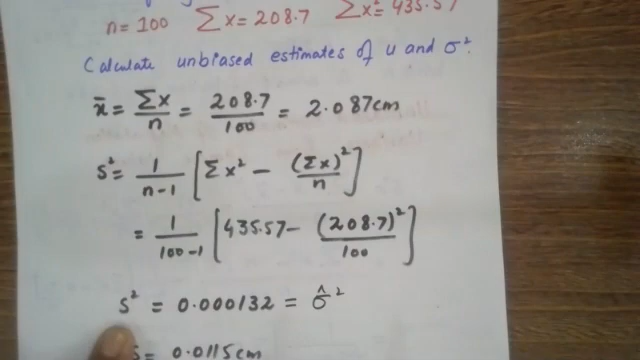 n = 100 Σx = 208.7 Σx² = 435.57
Calculate unbiased estimates of u and σ².
x̄ = Σx/n = 208.7/100 = 2.087cm
S² = 1/(n-1) [Σx² - (Σx)²/n]
= 1/(100-1) [435.57 - (208.7)²/100]
S² = 0.000132 = σ̂²
S = 0.0115cm